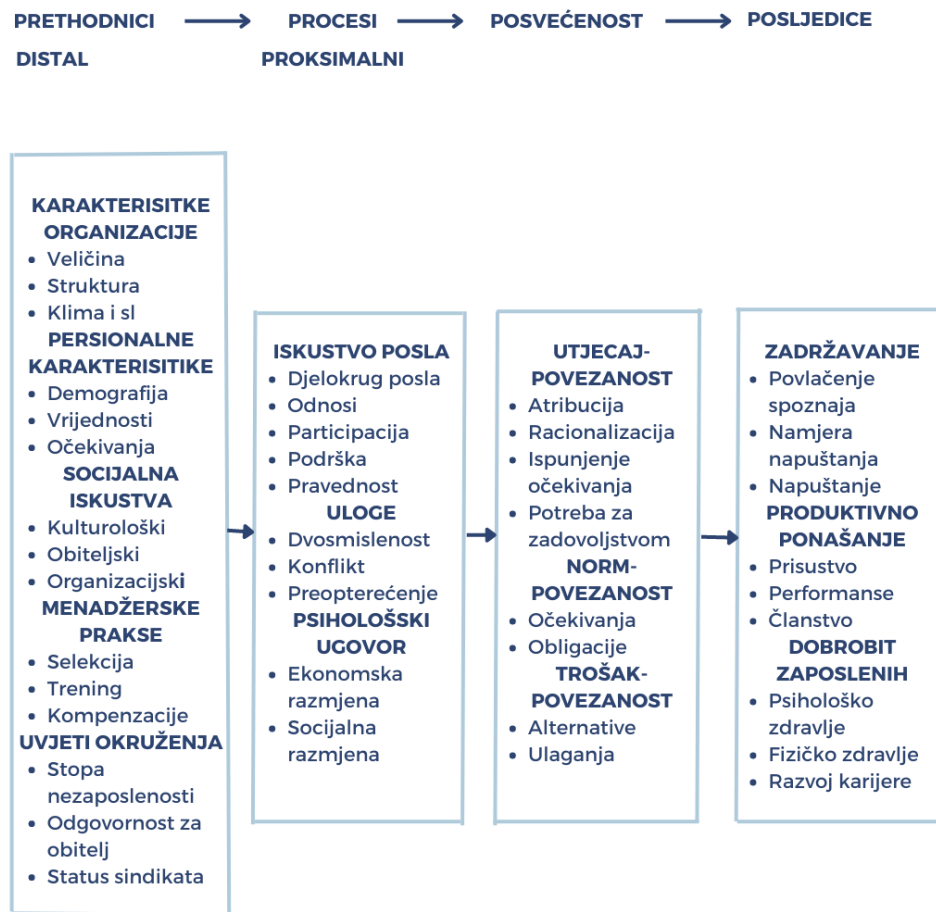 PRETHODNICI
DISTAL
PROCESI
PROKSIMALNI
POSVEĆENOST
POSLJEDICE
KARAKTERISITKE
ORGANIZACIJE
• Veličina
• Struktura
• Klima i sl
PERSIONALNE
KARAKTERISITIKE
• Demografija
• Vrijednosti
• Očekivanja
SOCIJALNA
ISKUSTVA
• Kulturološki
• Obiteljski
• Organizacijski
MENADŽERSKE
PRAKSE
• Selekcija
• Trening
• Kompenzacije
UVJETI OKRUŽENJA
• Stopa
nezaposlenosti
• Odgovornost za
obitelj
• Status sindikata
ISKUSTVO POSLA
• Djelokrug posla
• Odnosi
• Participacija
• Podrška
• Pravednost
ULOGE
• Dvosmislenost
• Konflikt
• Preopterećenje
PSIHOLOŠSKI
UGOVOR
• Ekonomska
razmjena
• Socijalna
razmjena
UTJECAJ-
POVEZANOST
• Atribucija
• Racionalizacija
• Ispunjenje
očekivanja
• Potreba za
zadovoljstvom
NORM-
POVEZANOST
• Očekivanja
• Obligacije
TROŠAK-
POVEZANOST
• Alternative
• Ulaganja
ZADRŽAVANJE
• Povlačenje
spoznaja
• Namjera
napuštanja
• Napuštanje
PRODUKTIVNO
PONAŠANJE
• Prisustvo
• Performanse
• Članstvo
DOBROBIT
ZAPOSLENIH
• Psihološko
zdravlje
• Fizičko zdravlje
• Razvoj karijere